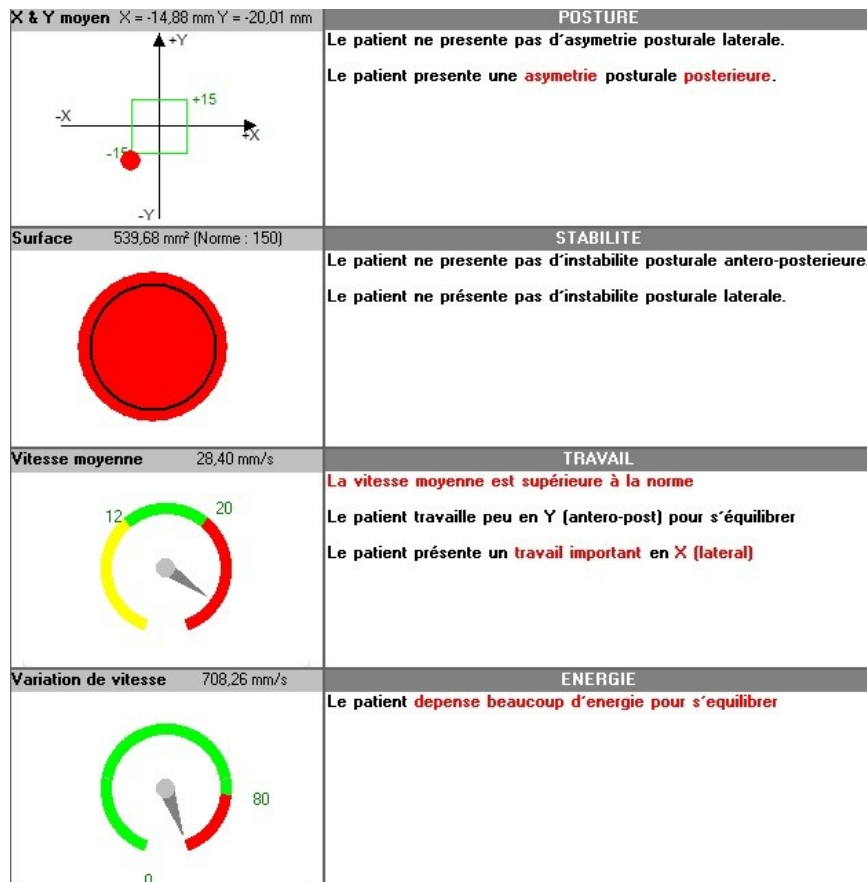 X & Y moyen X = -14,88 mm Y = -20,01 mm
POSTURE
+Y
-X
+15
+X
-15
-Y
Le patient ne presente pas d´asymetrie posturale laterale.
Le patient presente une asymetrie posturale posterieure.
Surface 539,68 mm² (Norme : 150)
STABILITE
Le patient ne presente pas d´instabilite posturale antero-posterieure.
Le patient ne présente pas d´instabilite posturale laterale.
Vitesse moyenne 28,40 mm/s
TRAVAIL
12
20
La vitesse moyenne est supérieure à la norme
Le patient travaille peu en Y (antero-post) pour s´équilibrer
Le patient présente un travail important en X (lateral)
Variation de vitesse 708,26 mm/s
ENERGIE
80
0
Le patient depense beaucoup d´energie pour s´equilibrer